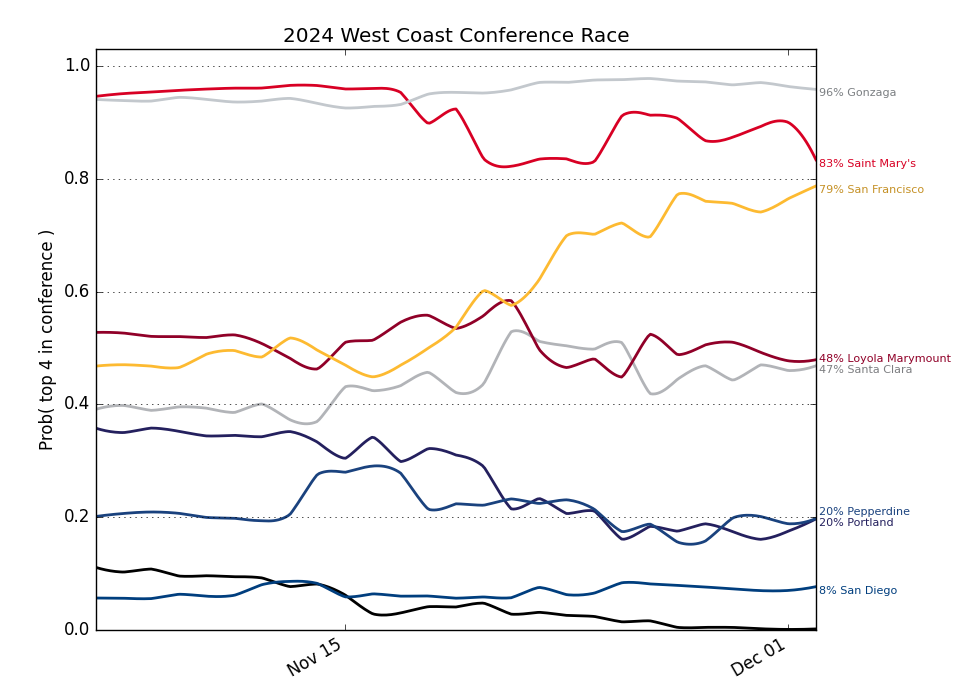 2024 West Coast Conference Race
Prob( top 4 in conference )
1.0
0.8
0.6
0.4
0.2
0.0
Nov 15
Dec 01
96% Gonzaga
83% Saint Mary's
79% San Francisco
48% Loyola Marymount
47% Santa Clara
20% Pepperdine
20% Portland
8% San Diego